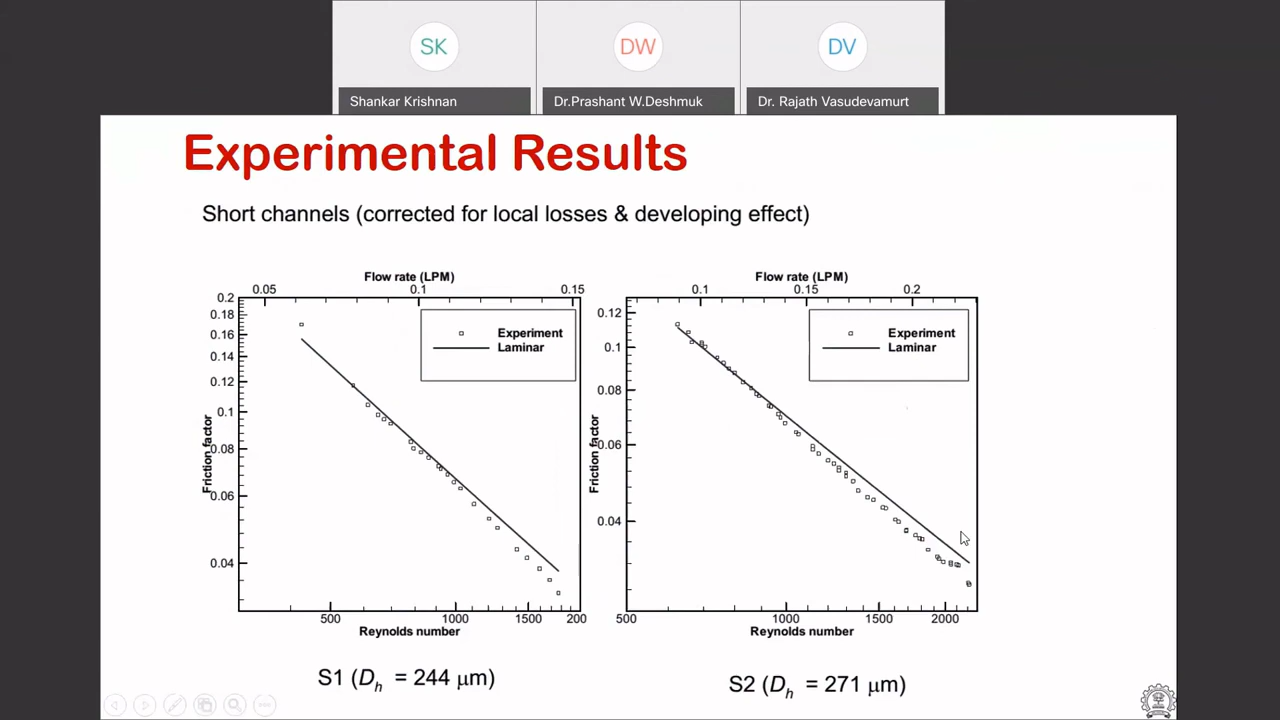 SK
DW
DV
Shankar Krishnan
Dr.Prashant W.Deshmuk
Dr. Rajath Vasudevamurt
Experimental Results
Short channels (corrected for local losses & developing effect)
Flow rate (LPM)
0.05 0.1 0.15
0.2
0.18
0.16
0.14
0.12
0.1
0.08
0.06
0.04
Friction factor
Experiment
Laminar
500 1000 1500 200
Reynolds number
S1 (Dh = 244 μm)
Flow rate (LPM)
0.1 0.15 0.2
0.12
0.1
0.08
0.06
0.04
Friction factor
Experiment
Laminar
500 1000 1500 2000
Reynolds number
S2 (Dh = 271 μm)